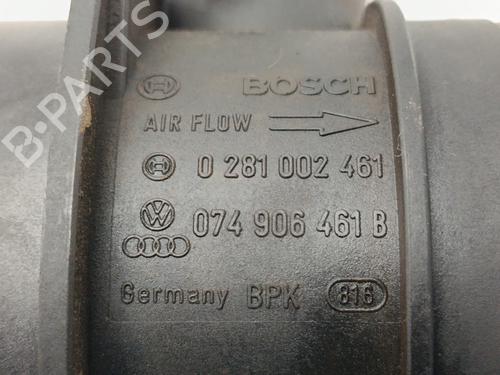 BOSCH
AIR FLOW
0 281 002 461
074 906 461 B
Germany BPK 816
B-PARTS